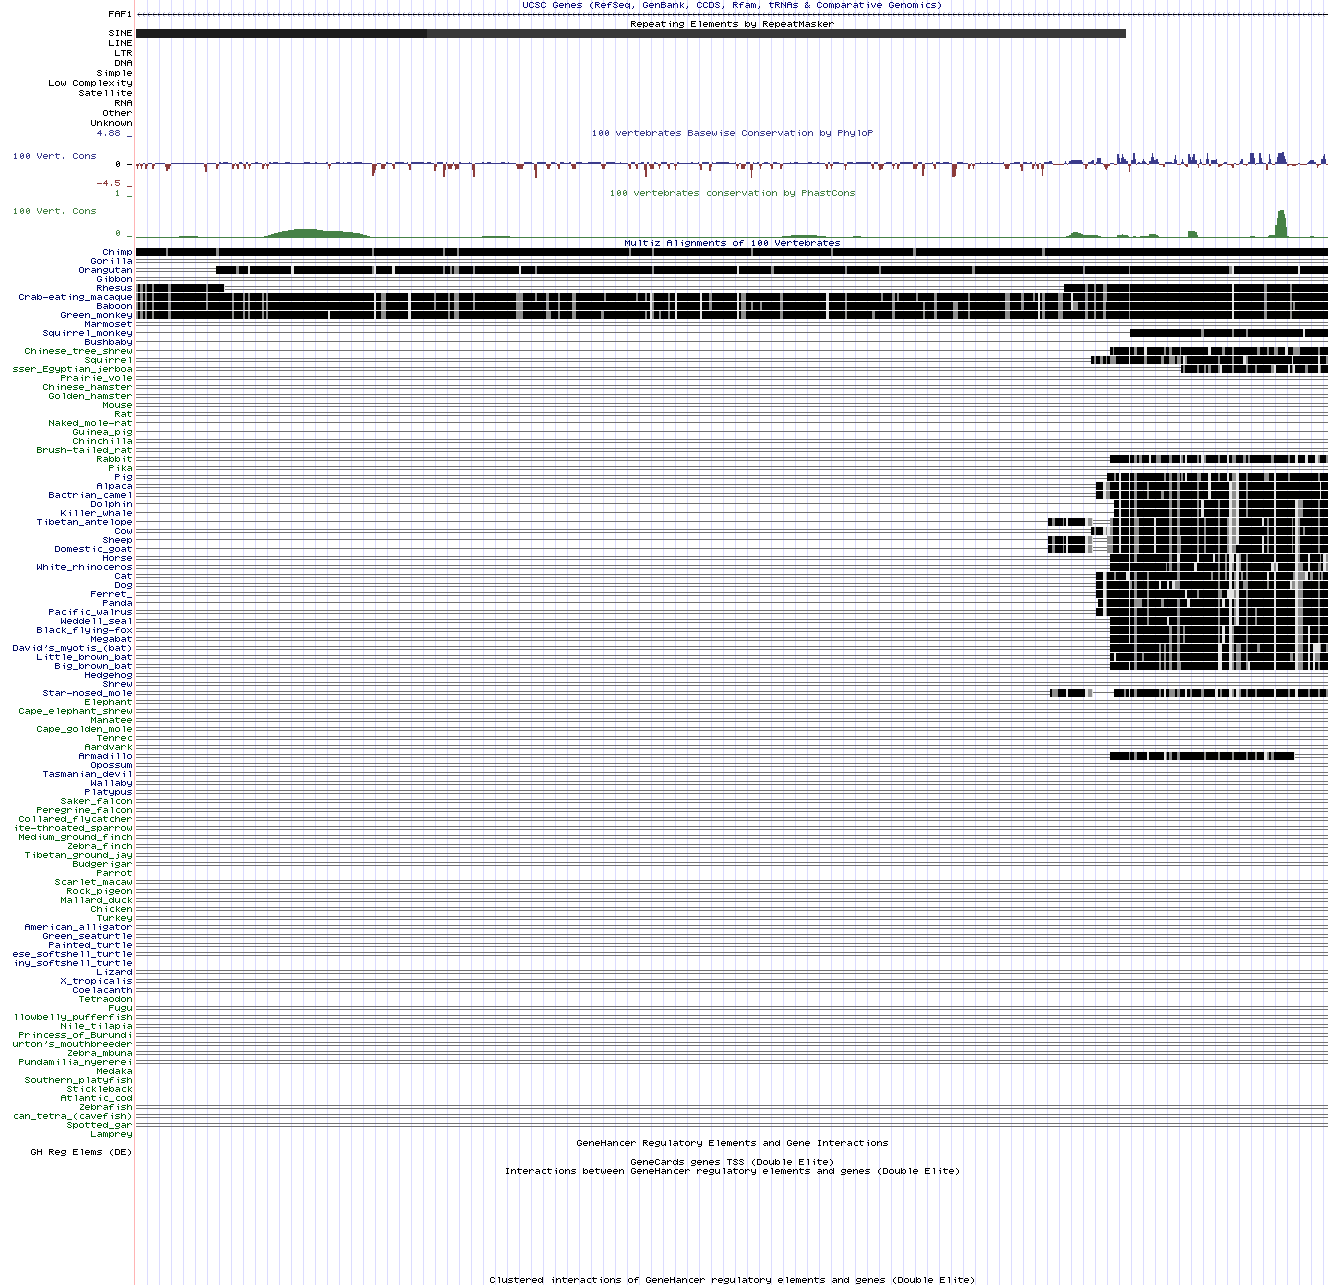 UCSC Genes (RefSeq, GenBank, CCDS, Rfam, tRNAs & Comparative Genomics)
FAF1
Repeating Elements by RepeatMasker
SINE
LINE
LTR
DNA
Simple
Low Complexity
Satellite
RNA
Other
Unknown
4.88 _
100 vertebrates Basewise Conservation by PhyloP
100 Vert. Cons
0 _
-4.5 _
1 _
100 vertebrates conservation by PhastCons
100 Vert. Cons
0 _
Multiz Alignments of 100 Vertebrates
Chimp
Gorilla
Orangutan
Gibbon
Rhesus
Crab-eating_macaque
Baboon
Green_monkey
Marmoset
Squirrel_monkey
Bushbaby
Chinese_tree_shrew
Squirrel
sser_Egyptian_jerboa
Prairie_vole
Chinese_hamster
Golden_hamster
Mouse
Rat
Naked_mole-rat
Guinea_pig
Chinchilla
Brush-tailed_rat
Rabbit
Pika
Pig
Alpaca
Bactrian_camel
Dolphin
Killer_whale
Tibetan_antelope
Cow
Sheep
Domestic_goat
Horse
White_rhinoceros
Cat
Dog
Ferret_
Panda
Pacific_walrus
Weddell_seal
Black_flying-fox
Megabat
David's_myotis_(bat)
Little_brown_bat
Big_brown_bat
Hedgehog
Shrew
Star-nosed_mole
Elephant
Cape_elephant_shrew
Manatee
Cape_golden_mole
Tenrec
Aardvark
Armadillo
Opossum
Tasmanian_devil
Wallaby
Platypus
Saker_falcon
Peregrine_falcon
Collared_flycatcher
ite-throated_sparrow
Medium_ground_finch
Zebra_finch
Tibetan_ground_jay
Budgerigar
Parrot
Scarlet_macaw
Rock_pigeon
Mallard_duck
Chicken
Turkey
American_alligator
Green_seaturtle
Painted_turtle
ese_softshell_turtle
iny_softshell_turtle
Lizard
X_tropicalis
Coelacanth
Tetraodon
Fugu
llowbelly_pufferfish
Nile_tilapia
Princess_of_Burundi
urton's_mouthbreeder
Zebra_mbuna
Pundamilia_nyererei
Medaka
Southern_platyfish
Stickleback
Atlantic_cod
Zebrafish
can_tetra_(cavefish)
Spotted_gar
Lamprey
GeneHancer Regulatory Elements and Gene Interactions
GH Reg Elems (DE)
GeneCards genes TSS (Double Elite)
Interactions between GeneHancer regulatory elements and genes (Double Elite)
Clustered interactions of GeneHancer regulatory elements and genes (Double Elite)